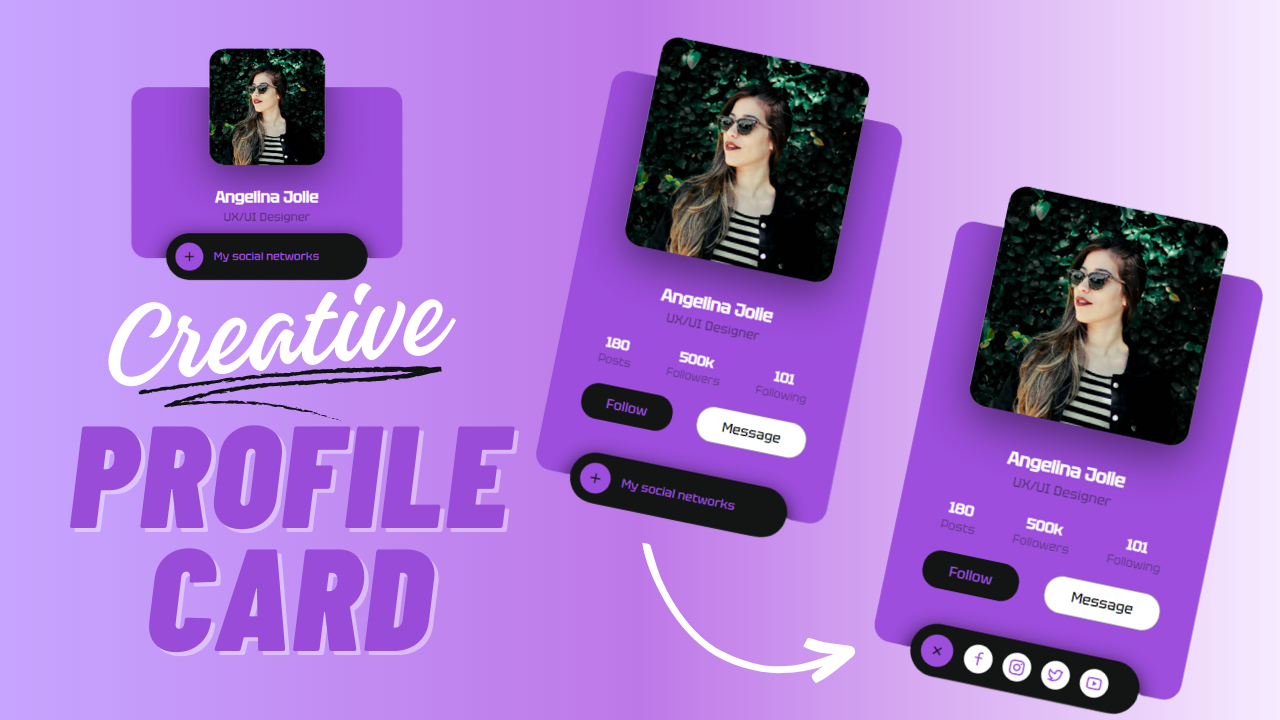 Angelina Jolie
UX/UI Designer
+ My social networks
Creative
PROFILE
CARD
Angelina Jolie
UX/UI Designer
180 500k 101
Posts Followers Following
Follow Message
+ My social networks
Angelina Jolie
UX/UI Designer
180 500k 101
Posts Followers Following
Follow Message